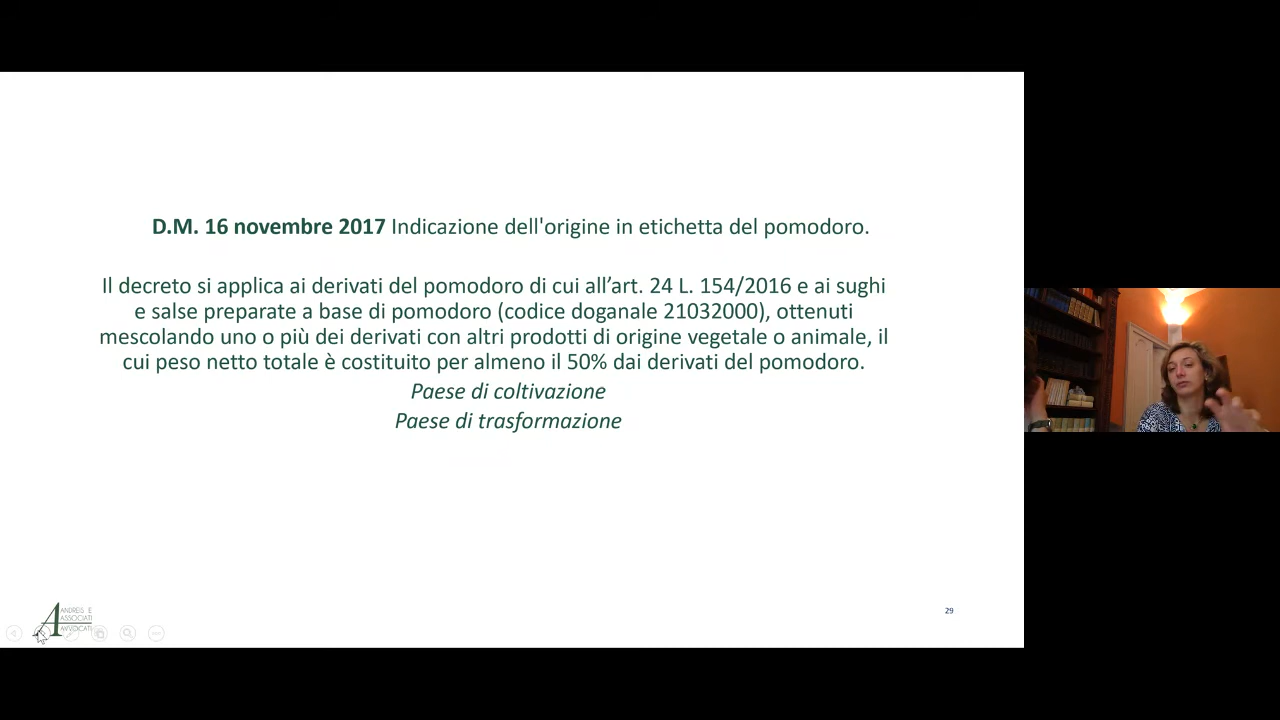 D.M. 16 novembre 2017 Indicazione dell'origine in etichetta del pomodoro.
Il decreto si applica ai derivati del pomodoro di cui all’art. 24 L. 154/2016 e ai sughi
e salse preparate a base di pomodoro (codice doganale 21032000), ottenuti
mescolando uno o più dei derivati con altri prodotti di origine vegetale o animale, il
cui peso netto totale è costituito per almeno il 50% dai derivati del pomodoro.
Paese di coltivazione
Paese di trasformazione
ANDREIS E
ASSOCIATI
AVVOCATI
29